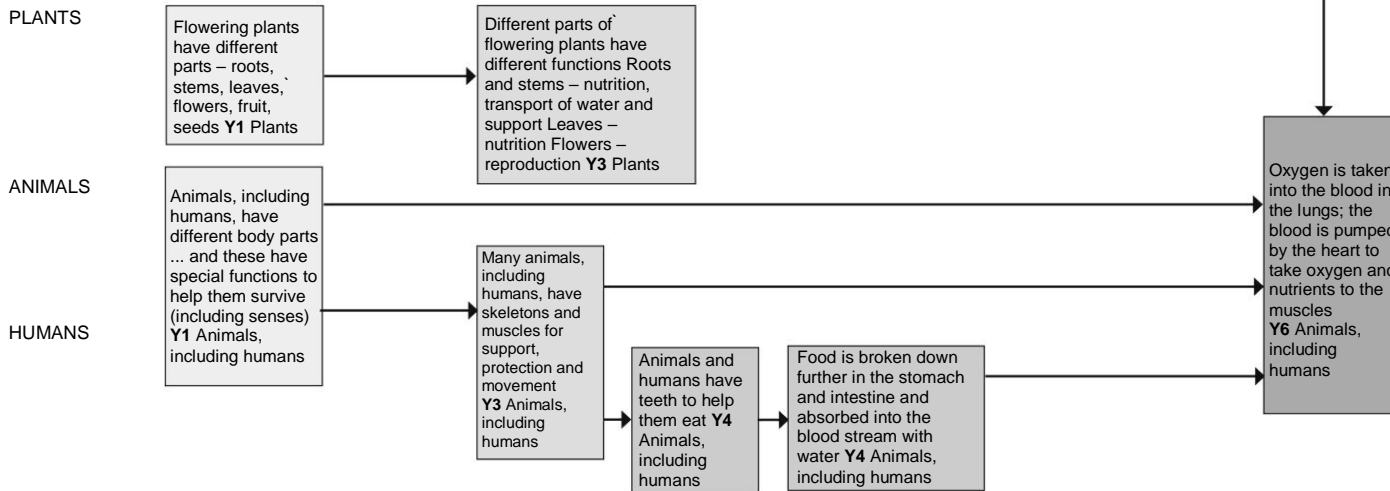 PLANTS
Flowering plants
have different
parts – roots,
stems, leaves,`
flowers, fruit,
seeds Y1 Plants
Different parts of`
flowering plants have
different functions Roots
and stems – nutrition,
transport of water and
support Leaves –
nutrition Flowers –
reproduction Y3 Plants
ANIMALS
Animals, including
humans, have
different body parts
... and these have
special functions to
help them survive
(including senses)
Y1 Animals,
including humans
HUMANS
Many animals,
including
humans, have
skeletons and
muscles for
support,
protection and
movement
Y3 Animals,
including
humans
Animals and
humans have
teeth to help
them eat Y4
Animals,
including
humans
Food is broken down
further in the stomach
and intestine and
absorbed into the
blood stream with
water Y4 Animals,
including humans
Oxygen is taken
into the blood in
the lungs; the
blood is pumped
by the heart to
take oxygen and
nutrients to the
muscles
Y6 Animals,
including
humans